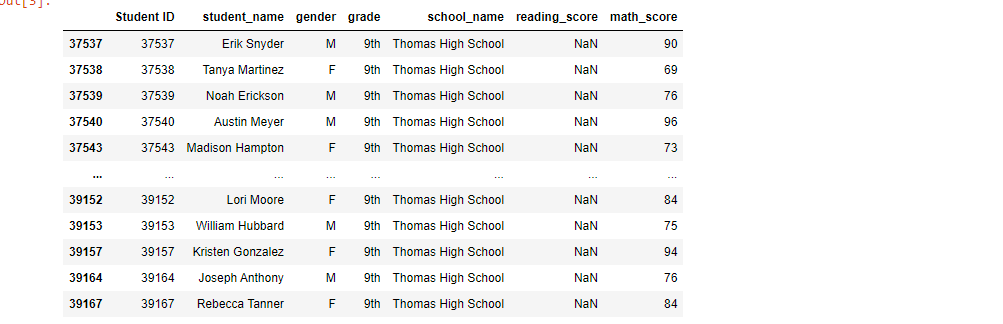 Out[3]:
Student ID student_name gender grade school_name reading_score math_score
37537 37537 Erik Snyder M 9th Thomas High School NaN 90
37538 37538 Tanya Martinez F 9th Thomas High School NaN 69
37539 37539 Noah Erickson M 9th Thomas High School NaN 76
37540 37540 Austin Meyer M 9th Thomas High School NaN 96
37543 37543 Madison Hampton F 9th Thomas High School NaN 73
... ... ... ... ... ... ... ...
39152 39152 Lori Moore F 9th Thomas High School NaN 84
39153 39153 William Hubbard M 9th Thomas High School NaN 75
39157 39157 Kristen Gonzalez F 9th Thomas High School NaN 94
39164 39164 Joseph Anthony M 9th Thomas High School NaN 76
39167 39167 Rebecca Tanner F 9th Thomas High School NaN 84